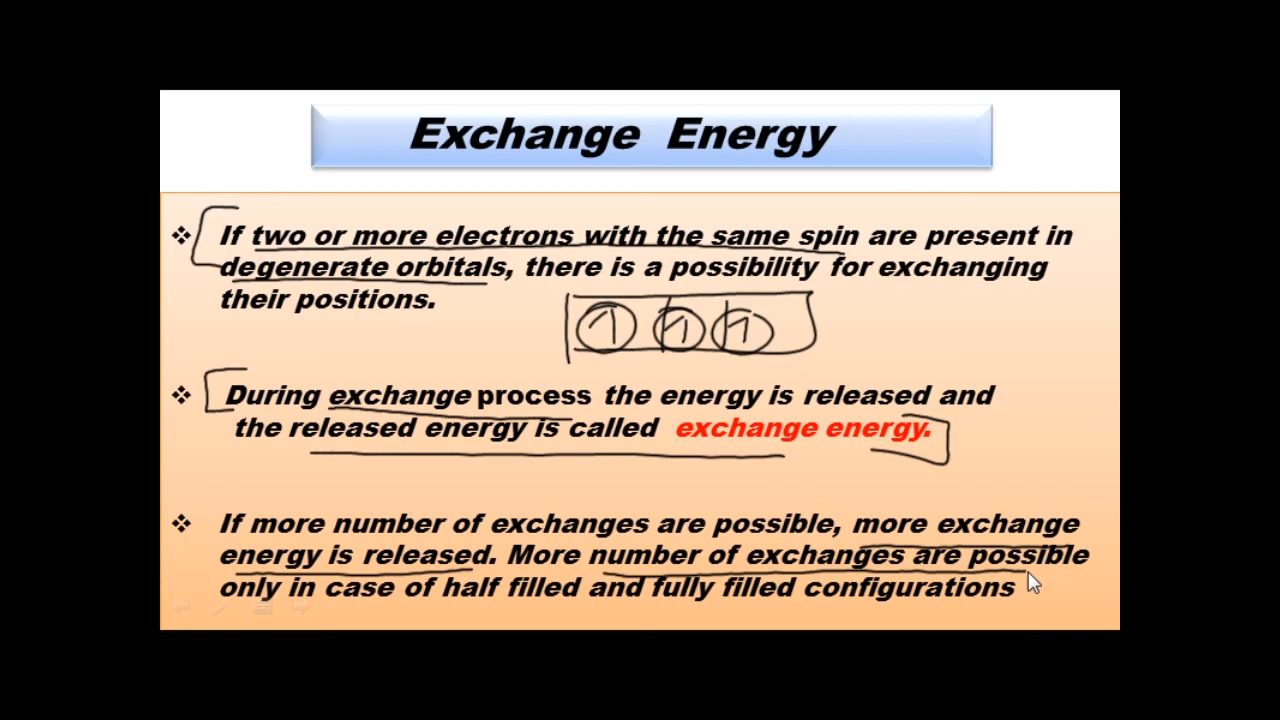 Exchange Energy
❖ If two or more electrons with the same spin are present in
degenerate orbitals, there is a possibility for exchanging
their positions.
1 1 1
❖ During exchange process the energy is released and
the released energy is called exchange energy.
❖ If more number of exchanges are possible, more exchange
energy is released. More number of exchanges are possible
only in case of half filled and fully filled configurations